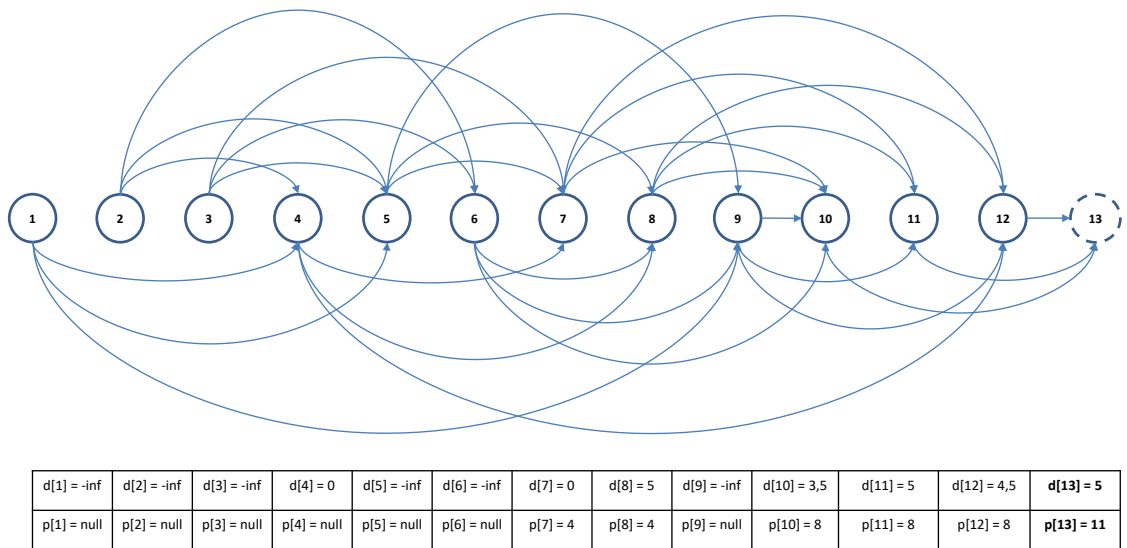 1 2 3 4 5 6 7 8 9 10 11 12 13
d[1] = -inf d[2] = -inf d[3] = -inf d[4] = 0 d[5] = -inf d[6] = -inf d[7] = 0 d[8] = 5 d[9] = -inf d[10] = 3,5 d[11] = 5 d[12] = 4,5 d[13] = 5
p[1] = null p[2] = null p[3] = null p[4] = null p[5] = null p[6] = null p[7] = 4 p[8] = 4 p[9] = null p[10] = 8 p[11] = 8 p[12] = 8 p[13] = 11